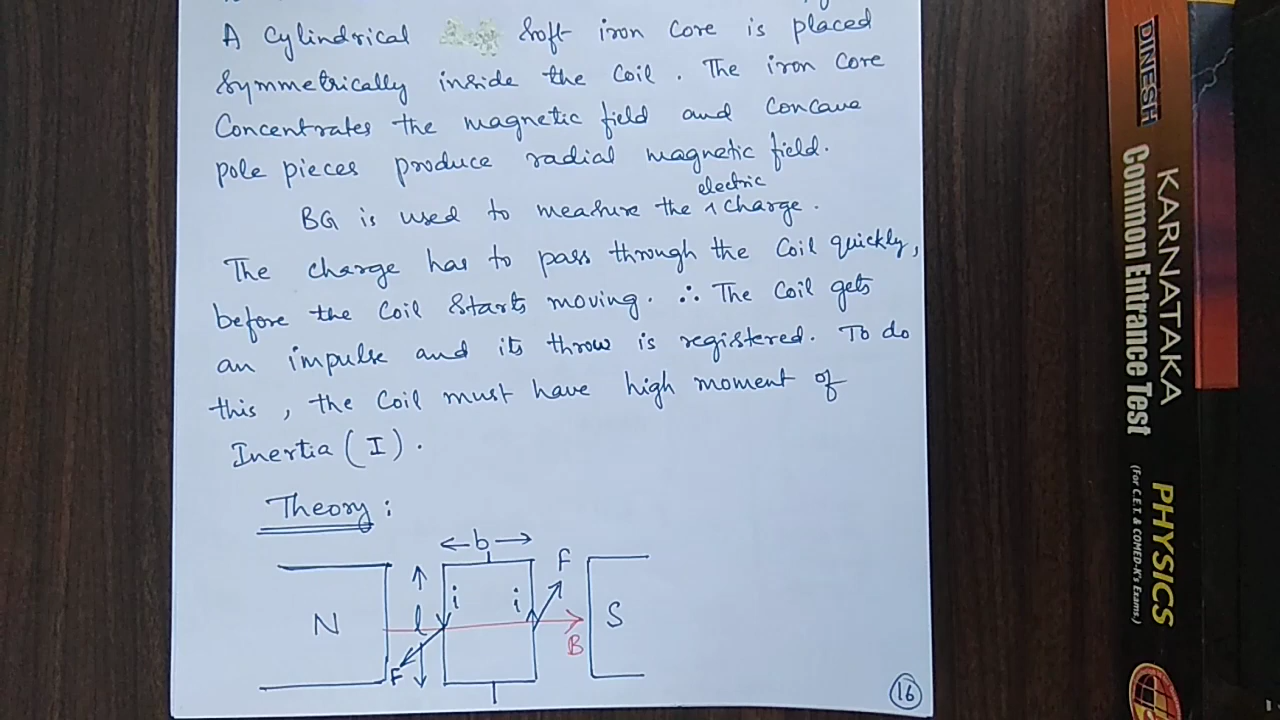 A Cylindrical Soft iron Core is placed
Symmetrically inside the Coil. The iron Core
Concentrates the magnetic field and Concave
pole pieces produce radial magnetic field.
electric
BG is used to measure the ^ Charge.
The charge has to pass through the Coil quickly,
before the Coil Starts moving. ∴ The Coil gets
an impulse and its throw is registered. To do
this, the Coil must have high moment of
Inertia (I).
Theory:
←b→
F
N
l
i
i
S
B
F
16
DINESH
KARNATAKA
Common Entrance Test
PHYSICS
(For C.E.T. & COMED-K's Exams.)